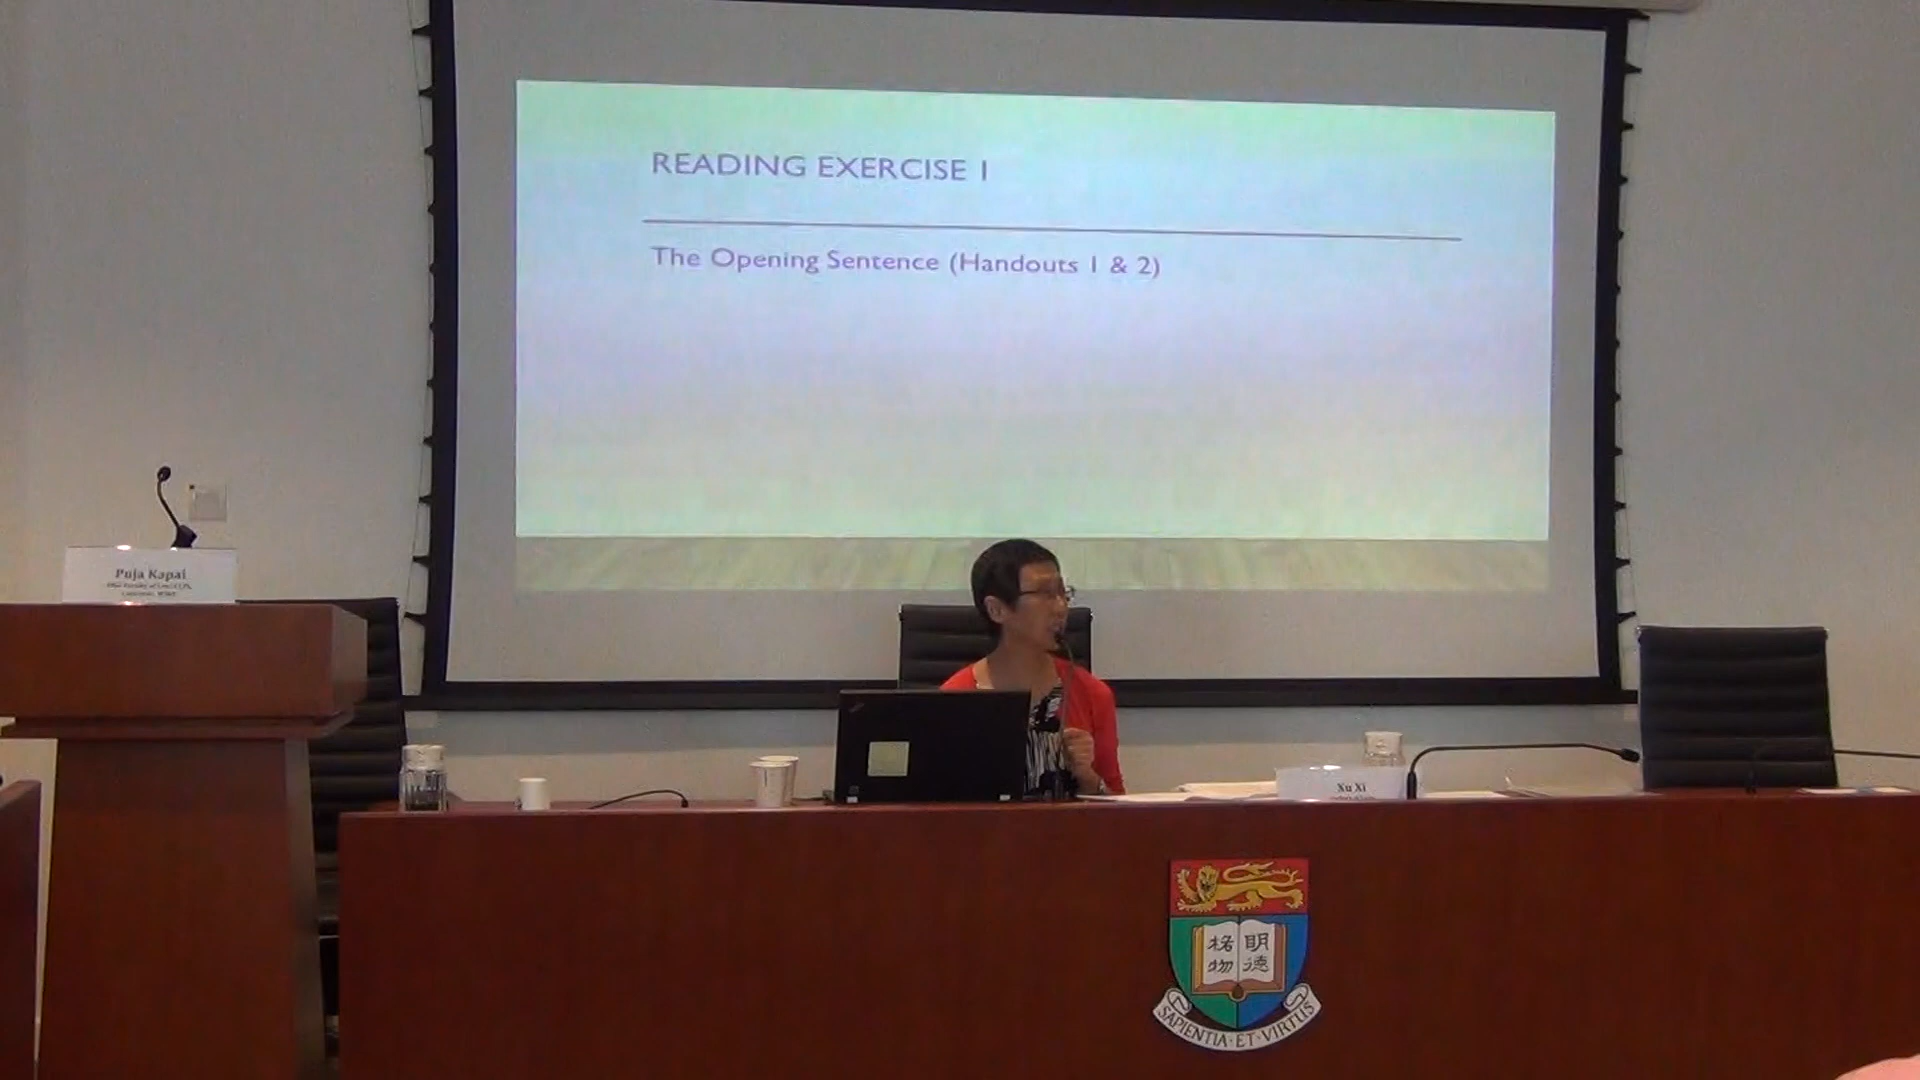 READING EXERCISE 1
The Opening Sentence (Handouts 1 & 2)
Puja Kapai
Xu Xi
明德
格物
SAPIENTIA·ET·VIRTUS